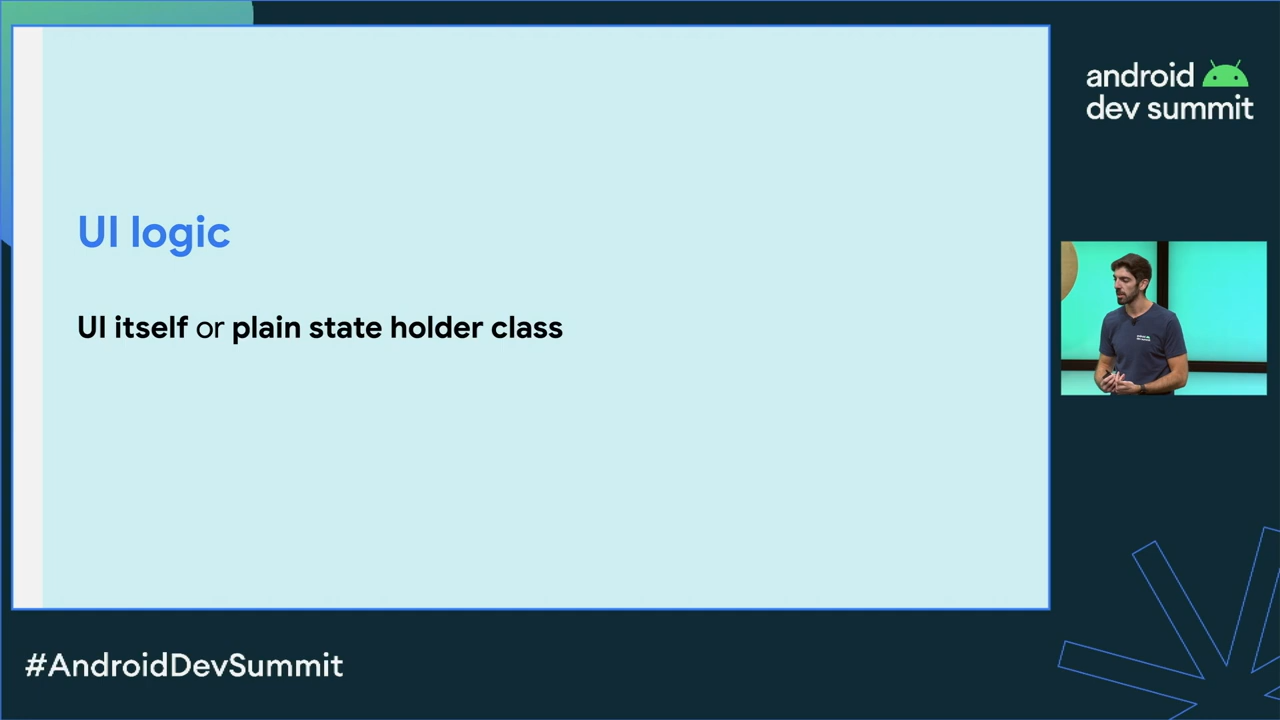 UI logic
UI itself or plain state holder class
android
dev summit
#AndroidDevSummit